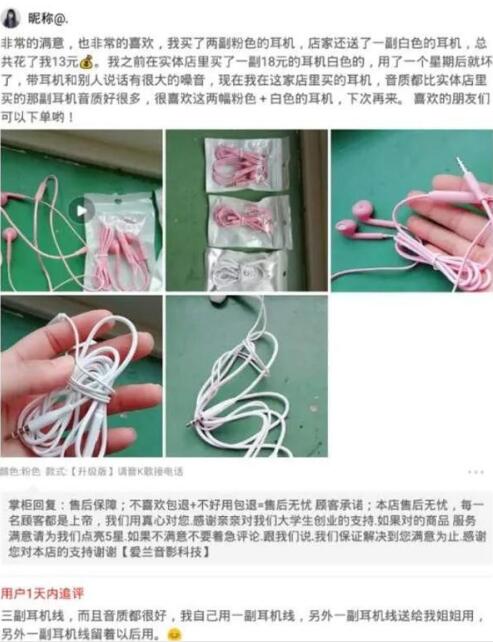 昵称@.
非常的满意，也非常的喜欢，我买了两副粉色的耳机，店家还送了一副白色的耳机，总
共花了我13元💰。我之前在实体店里买了一副18元的耳机白色的，用了一个星期后就坏
了，带耳机和别人说话有很大的噪音，现在我在这家店里买的耳机，音质都比实体店里
买的那副耳机音质好很多，很喜欢这两幅粉色＋白色的耳机，下次再来。 喜欢的朋友们
可以下单哟！
颜色:粉色 款式:【升级版】调音K歌接电话
掌柜回复：售后保障；不喜欢包退+不好用包退=售后无忧 顾客承诺；本店售后无忧，每一
名顾客都是上帝，我们用真心对您.感谢亲亲对我们大学生创业的支持.如果对的商品 服务
满意请为我们点亮5星.如果不满意不要着急评论.跟我们说.我们保证解决到您满意为止.感谢
您对本店的支持谢谢【爱兰音影科技】
用户1天内追评
三副耳机线，而且音质都很好，我自己用一副耳机线，另外一副耳机线送给我姐姐用，
另外一副耳机线留着以后用。😊